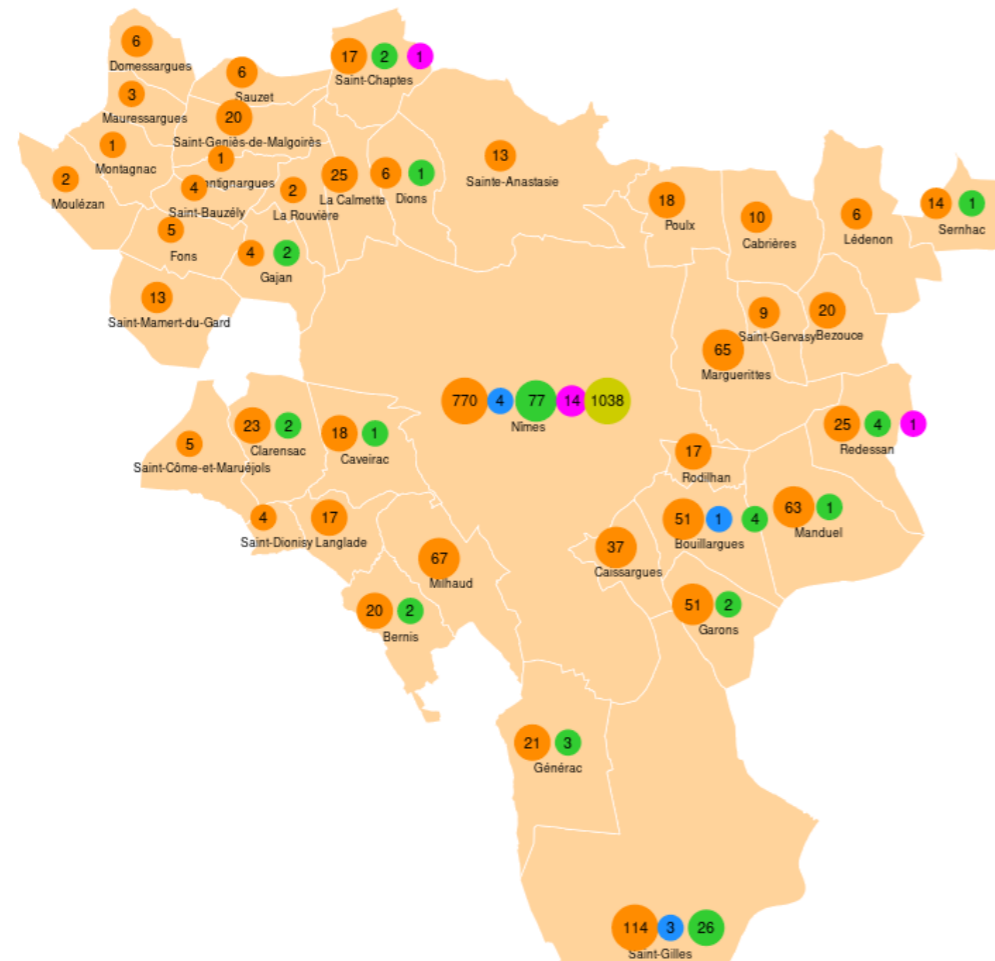 6
Domessargues
17 2 1
Saint-Chaptes
6
Sauzet
3
Mauressargues
20
Saint-Geniès-de-Malgoirès
1
Montagnac
1
ontignargues
13
Sainte-Anastasie
2
Moulézan
4
Saint-Bauzély
2
La Rouvière
25
La Calmette
6 1
Dions
18
Poulx
10
Cabrières
6
Lédenon
14 1
Sernhac
5
Fons
4 2
Gajan
13
Saint-Mamert-du-Gard
9
Saint-Gervasy
20
Bezouce
65
Marguerittes
770 4 77 14 1038
Nîmes
5
Saint-Côme-et-Maruéjols
23 2
Clarensac
18 1
Caveirac
25 4 1
Redessan
17
Rodilhan
4
Saint-Dionisy
17
Langlade
51 1 4
Bouillargues
63 1
Manduel
67
Milhaud
37
Caissargues
20 2
Bernis
51 2
Garons
21 3
Générac
114 3 26
Saint-Gilles